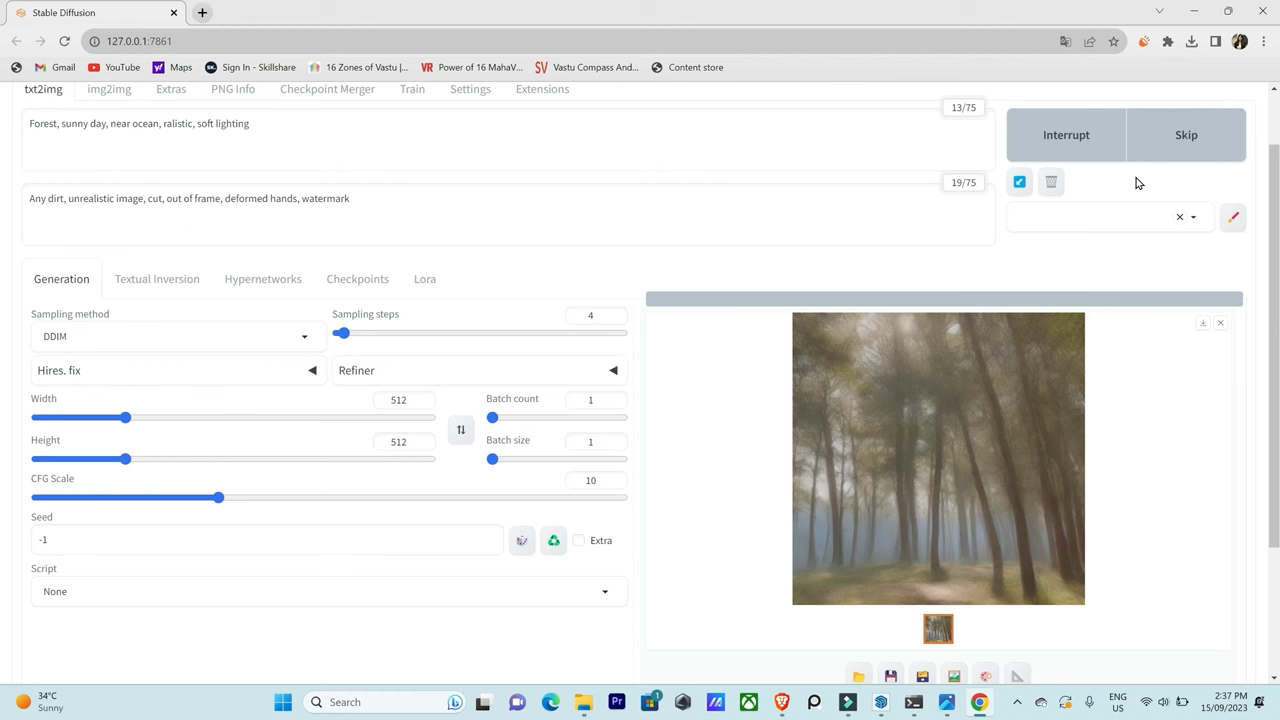 Stable Diffusion
127.0.0.1:7861
Gmail YouTube Maps Sign In - Skillshare 16 Zones of Vastu |... Power of 16 MahaV... Vastu Compass And... Content store
txt2img img2img Extras PNG Info Checkpoint Merger Train Settings Extensions
13/75
Forest, sunny day, near ocean, ralistic, soft lighting
Interrupt Skip
19/75
Any dirt, unrealistic image, cut, out of frame, deformed hands, watermark
Generation Textual Inversion Hypernetworks Checkpoints Lora
Sampling method Sampling steps 4
DDIM
Hires. fix Refiner
Width 512 Batch count 1
Height 512 Batch size 1
CFG Scale 10
Seed
-1 Extra
Script
None
34°C
Sunny
Search
ENG
US
2:37 PM
15/09/2023